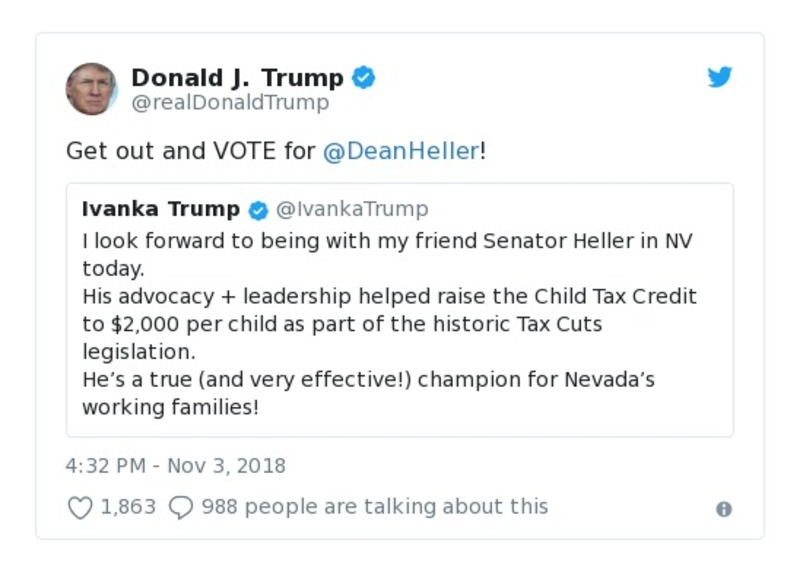 Donald J. Trump
@realDonaldTrump
Get out and VOTE for @DeanHeller!
Ivanka Trump @IvankaTrump
I look forward to being with my friend Senator Heller in NV
today.
His advocacy + leadership helped raise the Child Tax Credit
to $2,000 per child as part of the historic Tax Cuts
legislation.
He’s a true (and very effective!) champion for Nevada’s
working families!
4:32 PM - Nov 3, 2018
1,863 988 people are talking about this